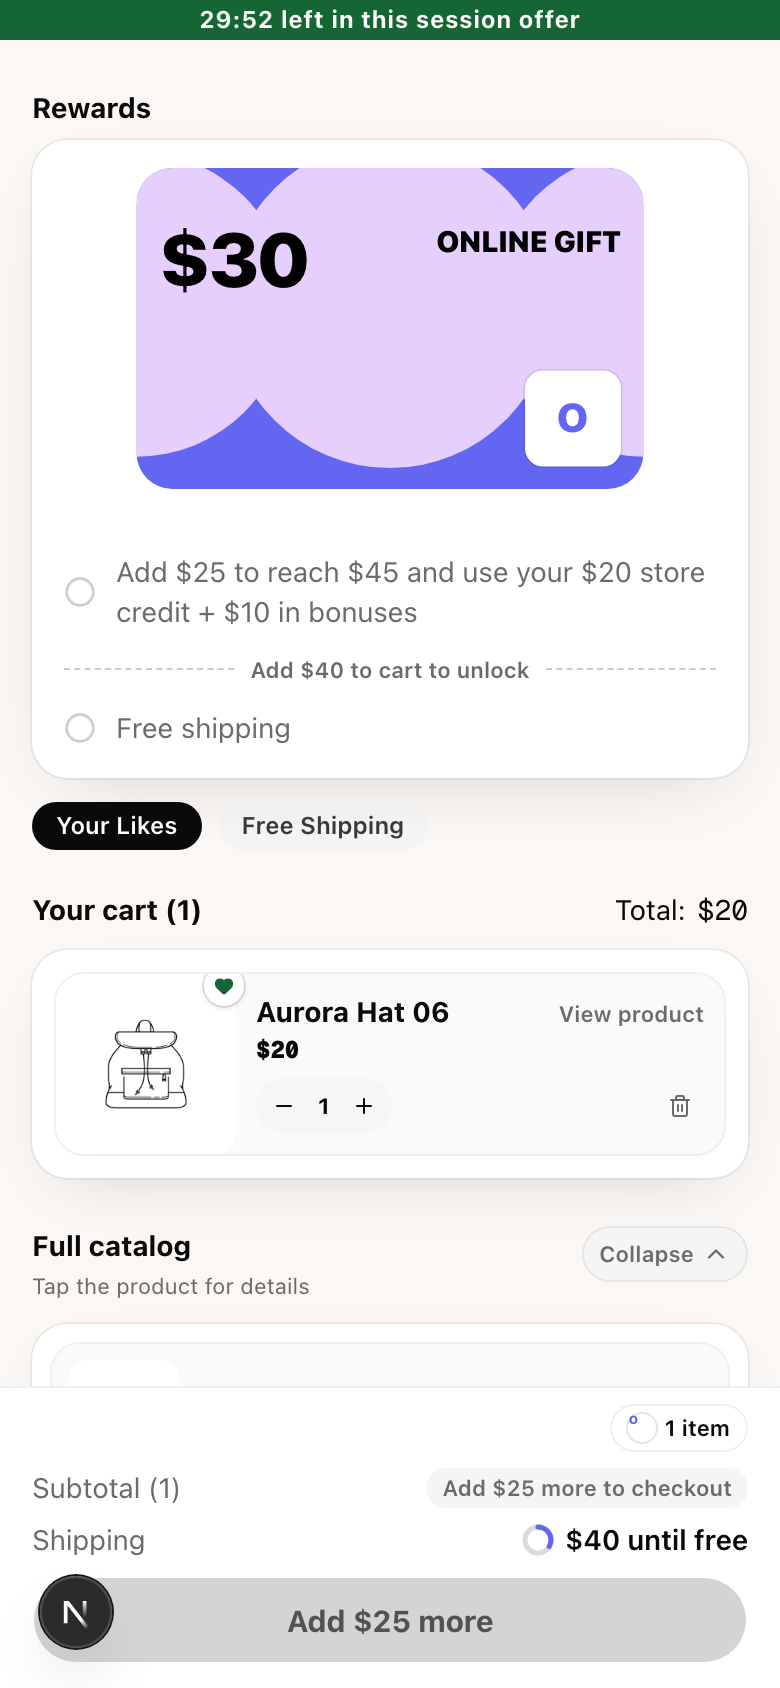 29:52 left in this session offer
Rewards
$30
ONLINE GIFT
O
Add $25 to reach $45 and use your $20 store
credit + $10 in bonuses
Add $40 to cart to unlock
Free shipping
Your Likes
Free Shipping
Your cart (1)
Total: $20
Aurora Hat 06
View product
$20
1
Full catalog
Collapse
Tap the product for details
O
1 item
Subtotal (1)
Add $25 more to checkout
Shipping
$40 until free
N
Add $25 more